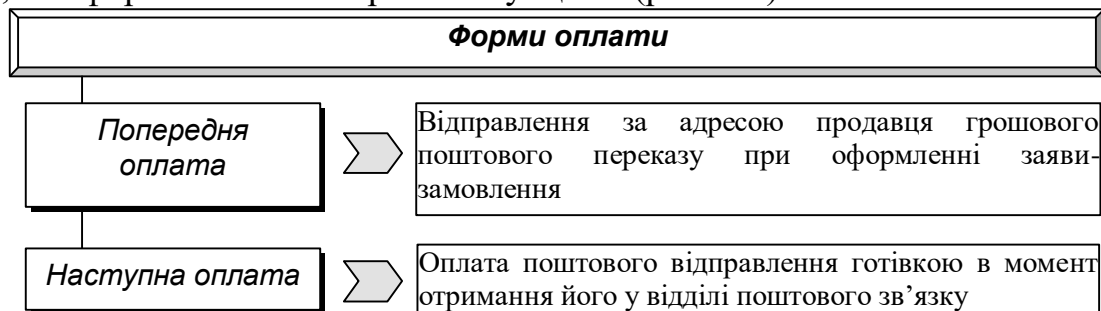 Форми оплати
Попередня
оплата
Відправлення за адресою продавця грошового
поштового переказу при оформленні заяви-
замовлення
Наступна оплата
Оплата поштового відправлення готівкою в момент
отримання його у відділі поштового зв’язку